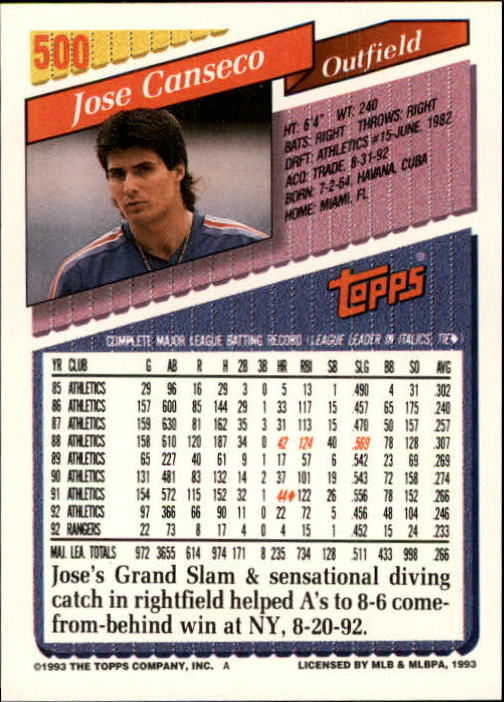 500
Jose Canseco
Outfield
HT: 6'4" WT: 240
BATS: RIGHT THROWS: RIGHT
DRFT: ATHLETICS #15-JUNE, 1982
ACQ: TRADE, 8-31-92
BORN: 7-2-64, HAVANA, CUBA
HOME: MIAMI, FL
Topps®
COMPLETE MAJOR LEAGUE BATTING RECORD (LEAGUE LEADER IN ITALICS, TIE♦)
YR CLUB G AB R H 2B 3B HR RBI SB SLG BB SO AVG
85 ATHLETICS 29 96 16 29 3 0 5 13 1 .490 4 31 .302
86 ATHLETICS 157 600 85 144 29 1 33 117 15 .457 65 175 .240
87 ATHLETICS 159 630 81 162 35 3 31 113 15 .470 50 157 .257
88 ATHLETICS 158 610 120 187 34 0 42 124 40 .569 78 128 .307
89 ATHLETICS 65 227 40 61 9 1 17 57 6 .542 23 69 .269
90 ATHLETICS 131 481 83 132 14 2 37 101 19 .543 72 158 .274
91 ATHLETICS 154 572 115 152 32 1 44♦ 122 26 .556 78 152 .266
92 ATHLETICS 97 366 66 90 11 0 22 72 5 .456 48 104 .246
92 RANGERS 22 73 8 17 4 0 4 15 1 .452 15 24 .233
MAJ. LEA. TOTALS 972 3655 614 974 171 8 235 734 128 .511 433 998 .266
Jose's Grand Slam & sensational diving
catch in rightfield helped A's to 8-6 come-
from-behind win at NY, 8-20-92.
©1993 THE TOPPS COMPANY, INC. A
LICENSED BY MLB & MLBPA, 1993